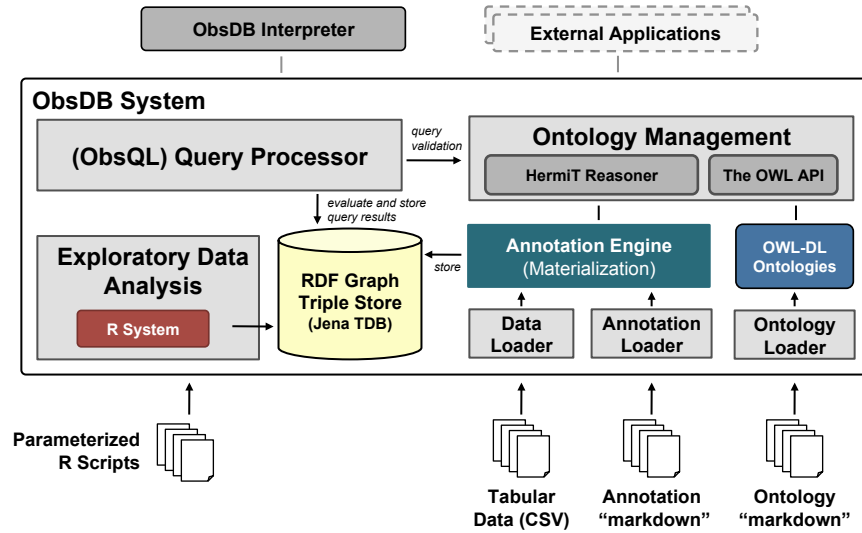 ObsDB Interpreter
External Applications
ObsDB System
(ObsQL) Query Processor
query
validation
Ontology Management
HermiT Reasoner
The OWL API
evaluate and store
query results
Exploratory Data
Analysis
R System
RDF Graph
Triple Store
(Jena TDB)
store
Annotation Engine
(Materialization)
OWL-DL
Ontologies
Data
Loader
Annotation
Loader
Ontology
Loader
Parameterized
R Scripts
Tabular
Data (CSV)
Annotation
“markdown”
Ontology
“markdown”